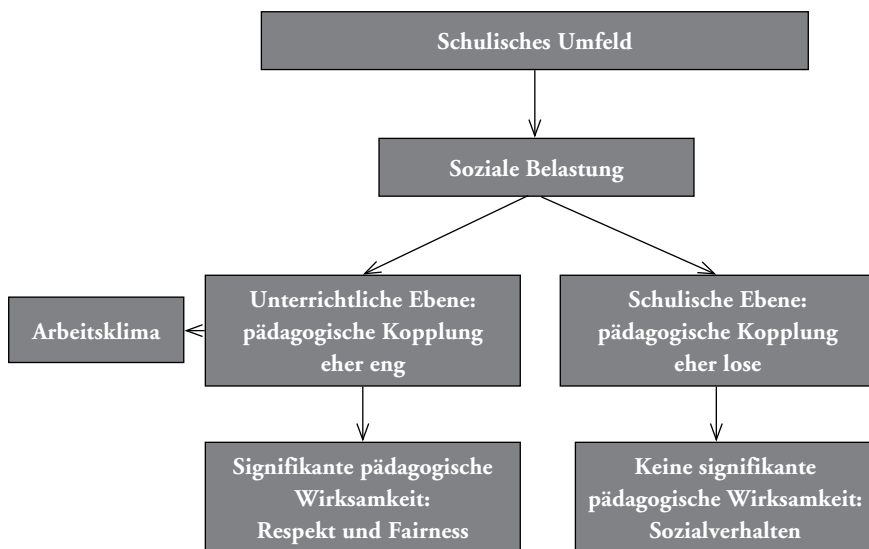 Schulisches Umfeld
Soziale Belastung
Arbeitsklima
Unterrichtliche Ebene:
pädagogische Kopplung
eher eng
Schulische Ebene:
pädagogische Kopplung
eher lose
Signifikante pädagogische
Wirksamkeit:
Respekt und Fairness
Keine signifikante
pädagogische Wirksamkeit:
Sozialverhalten